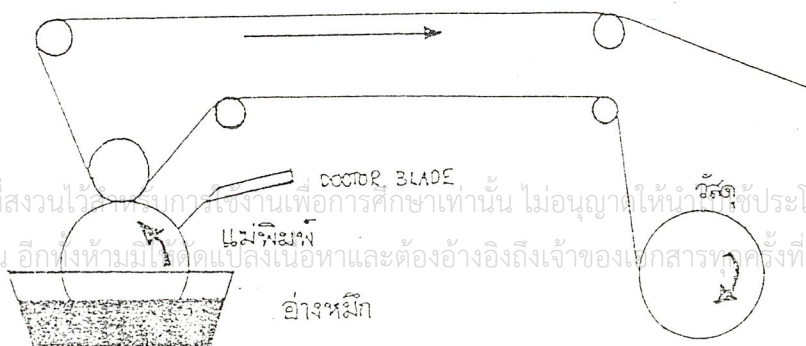 DOCTOR BLADE
วัสดุ
ที่สงวนไว้สำหรับการใช้งานเพื่อการศึกษาเท่านั้น ไม่อนุญาตให้นำไปใช้ประโ
แม่พิมพ์
น อีกทั้งห้ามมิให้ดัดแปลงเนื้อหาและต้องอ้างอิงถึงเจ้าของเอกสารทุกครั้งที่
อ่างหมึก